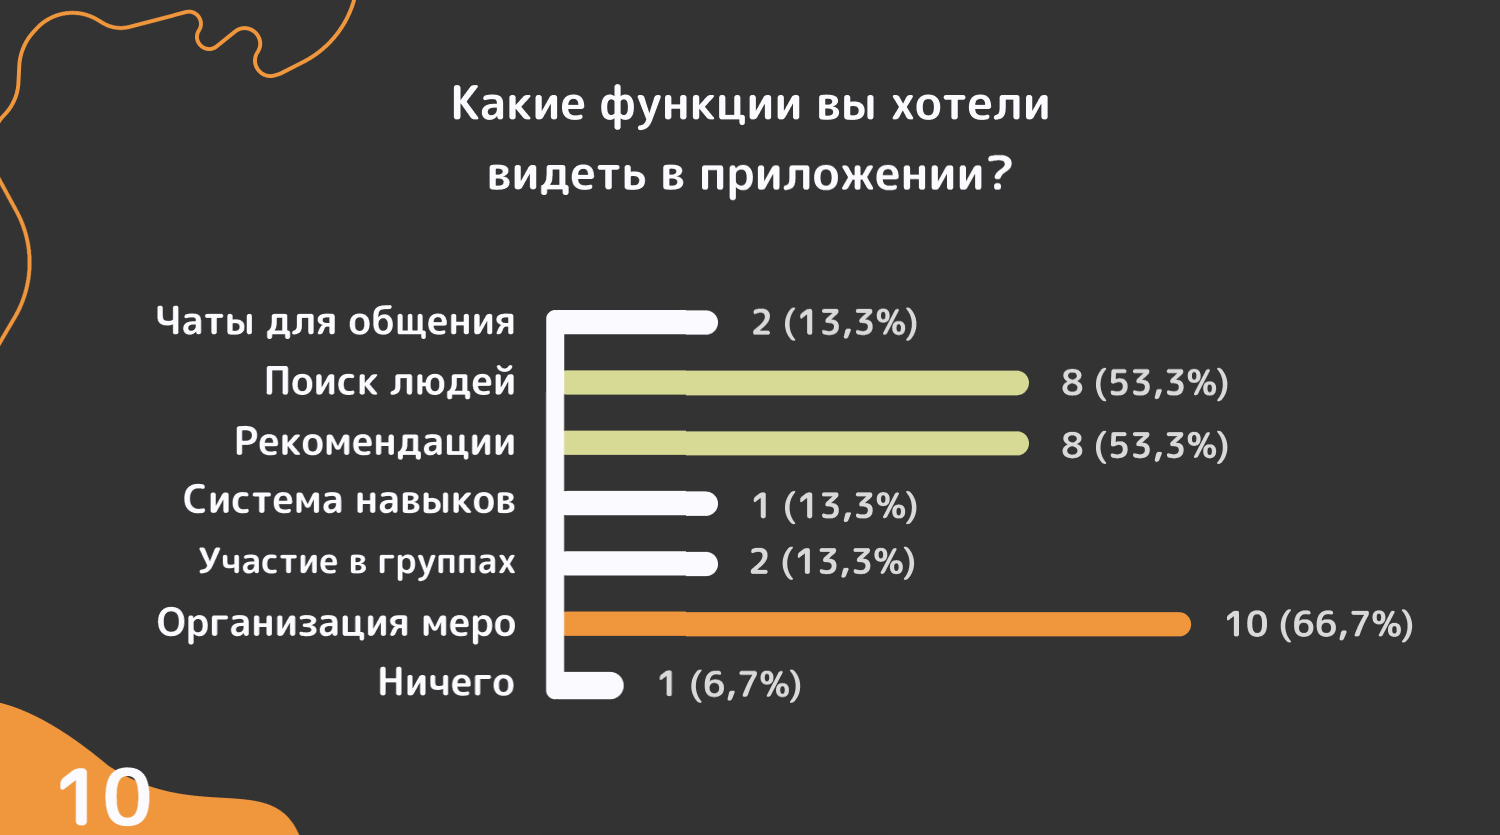 Какие функции вы хотели
видеть в приложении?
Чаты для общения 2 (13,3%)
Поиск людей 8 (53,3%)
Рекомендации 8 (53,3%)
Система навыков 1 (13,3%)
Участие в группах 2 (13,3%)
Организация меро 10 (66,7%)
Ничего 1 (6,7%)
10